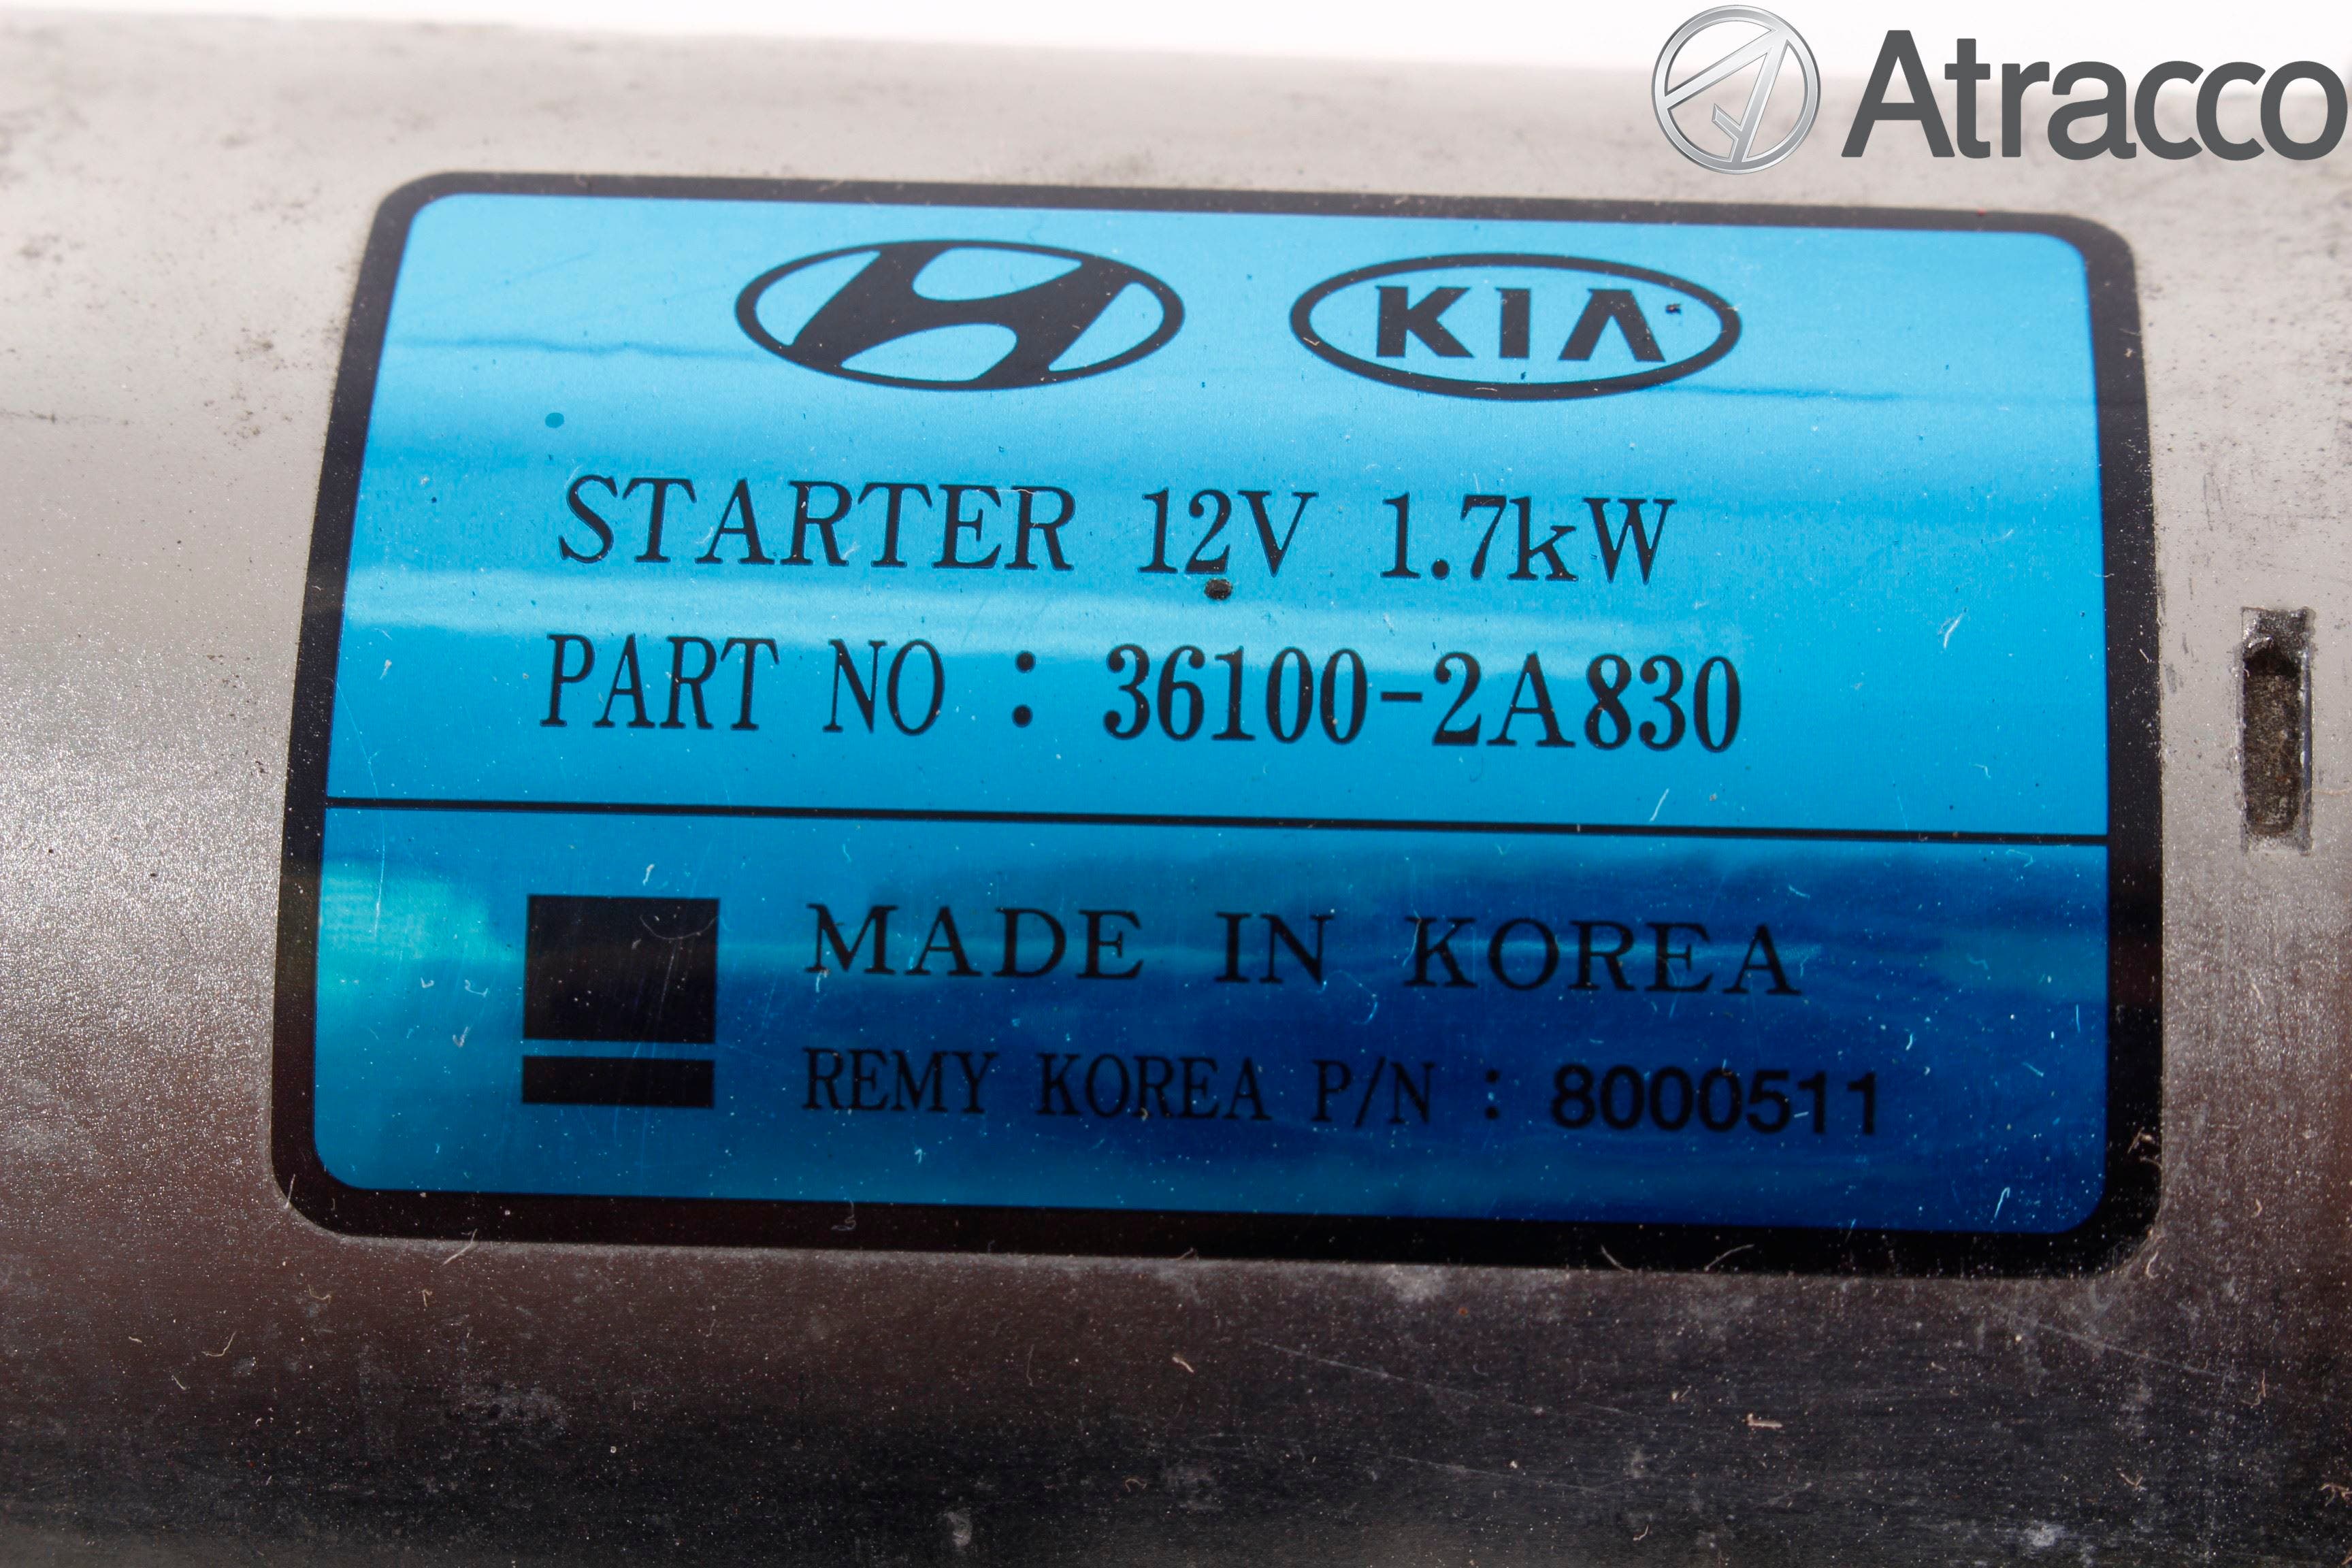 Atracco
KIA
STARTER 12V 1.7kW
PART NO : 36100-2A830
MADE IN KOREA
REMY KOREA P/N : 8000511